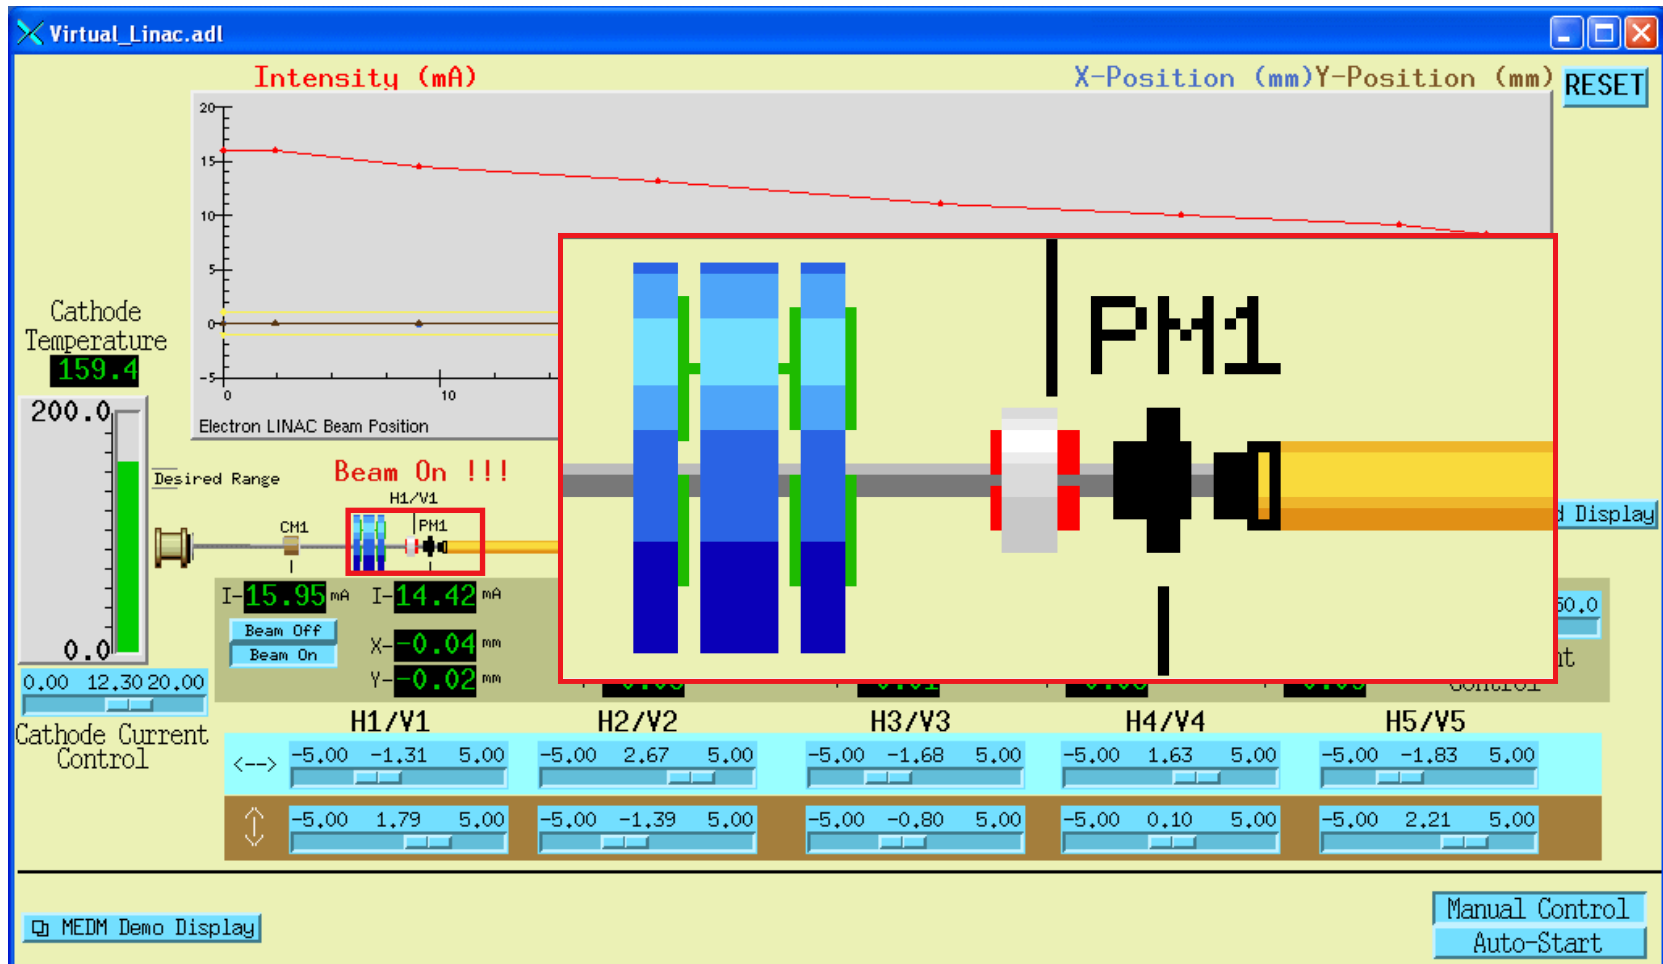 Virtual_Linac.adl
Intensity (mA)
X-Position (mm)Y-Position (mm)
RESET
20
15
10
5
0
-5
0
10
Electron LINAC Beam Position
Cathode
Temperature
159.4
200.0
0.0
Desired Range
Beam On !!!
H1/V1
CM1
PM1
PM1
d Display
I-15.95 mA
I-14.42 mA
Beam Off
Beam On
X--0.04 mm
Y--0.02 mm
50.0
0.00 12.30 20.00
Cathode Current
Control
H1/V1
H2/V2
H3/V3
H4/V4
H5/V5
<-->
-5.00 -1.31 5.00
-5.00 2.67 5.00
-5.00 -1.68 5.00
-5.00 1.63 5.00
-5.00 -1.83 5.00
-5.00 1.79 5.00
-5.00 -1.39 5.00
-5.00 -0.80 5.00
-5.00 0.10 5.00
-5.00 2.21 5.00
MEDM Demo Display
Manual Control
Auto-Start